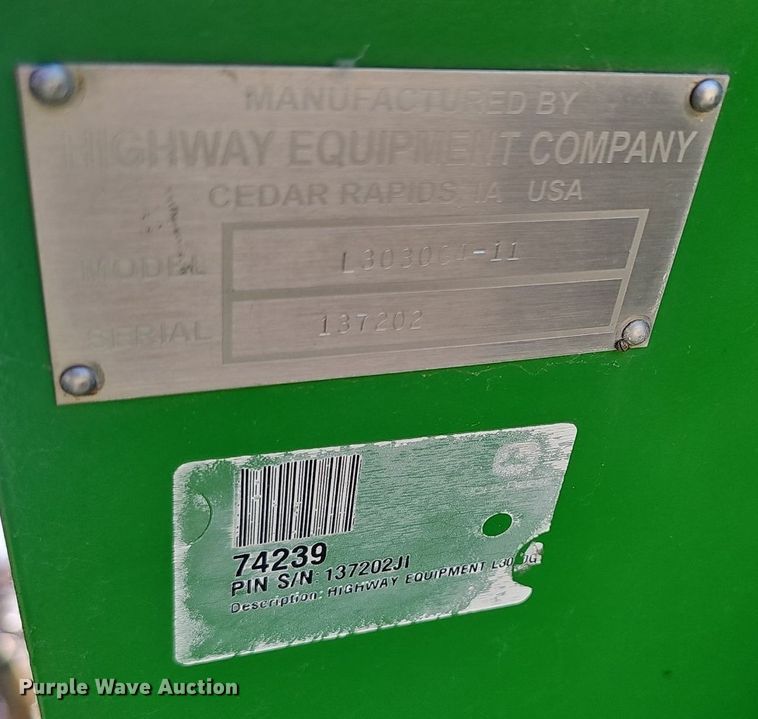 MANUFACTURED BY
HIGHWAY EQUIPMENT COMPANY
CEDAR RAPIDS, IA USA
MODEL
SERIAL 137202
74239
PIN S/N: 137202JI
Description: HIGHWAY EQUIPMENT
Purple Wave Auction